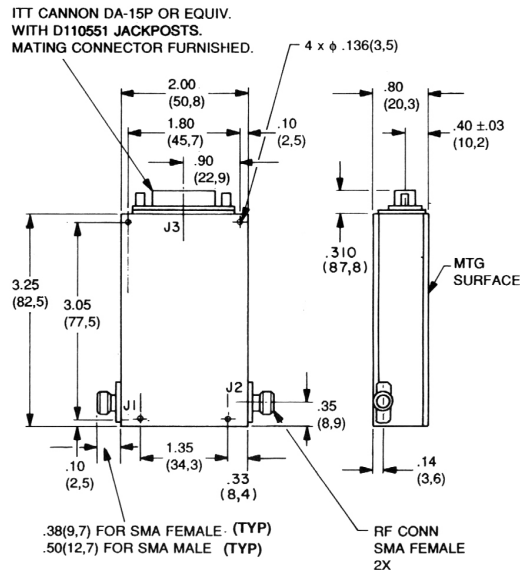 ITT CANNON DA-15P OR EQUIV.
WITH D110551 JACKPOSTS.
MATING CONNECTOR FURNISHED.
4 x ϕ .136(3,5)
2.00
(50,8)
.80
(20,3)
1.80
(45,7)
.10
(2,5)
.40 ±.03
(10,2)
.90
(22,9)
J3
.310
(87,8)
MTG
SURFACE
3.25
(82,5)
3.05
(77,5)
J1
J2
.35
(8,9)
.10
(2,5)
1.35
(34,3)
.33
(8,4)
.14
(3,6)
.38(9,7) FOR SMA FEMALE (TYP)
.50(12,7) FOR SMA MALE (TYP)
RF CONN
SMA FEMALE
2X